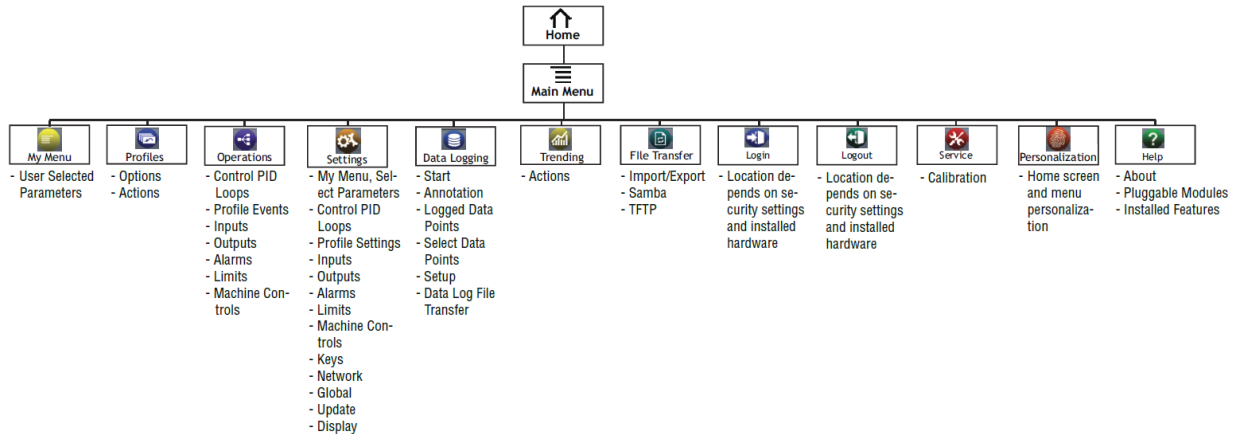 Home
Main Menu
My Menu
- User Selected
Parameters
Profiles
- Options
- Actions
Operations
- Control PID
Loops
- Profile Events
- Inputs
- Outputs
- Alarms
- Limits
- Machine Con-
trols
Settings
- My Menu, Sel-
ect Parameters
- Control PID
Loops
- Profile Settings
- Inputs
- Outputs
- Alarms
- Limits
- Machine Con-
trols
- Keys
- Network
- Global
- Update
- Display
Data Logging
- Start
- Annotation
- Logged Data
Points
- Select Data
Points
- Setup
- Data Log File
Transfer
Trending
- Actions
File Transfer
- Import/Export
- Samba
- TFTP
Login
- Location de-
pends on se-
curity settings
and installed
hardware
Logout
- Location de-
pends on se-
curity settings
and installed
hardware
Service
- Calibration
Personalization
- Home screen
and menu
personaliza-
tion
?
Help
- About
- Pluggable Modules
- Installed Features